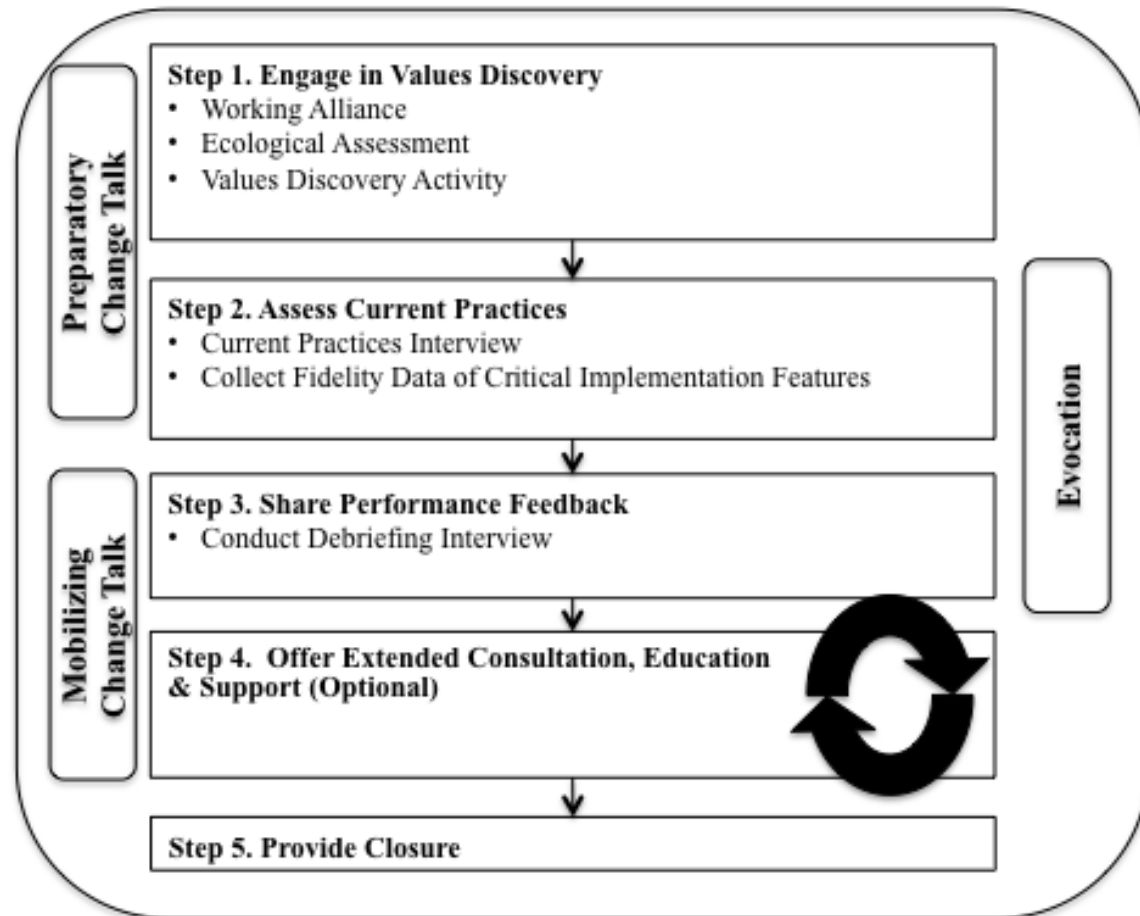 Preparatory
Change Talk
Step 1. Engage in Values Discovery
• Working Alliance
• Ecological Assessment
• Values Discovery Activity
Step 2. Assess Current Practices
• Current Practices Interview
• Collect Fidelity Data of Critical Implementation Features
Evocation
Mobilizing
Change Talk
Step 3. Share Performance Feedback
• Conduct Debriefing Interview
Step 4. Offer Extended Consultation, Education
& Support (Optional)
Step 5. Provide Closure